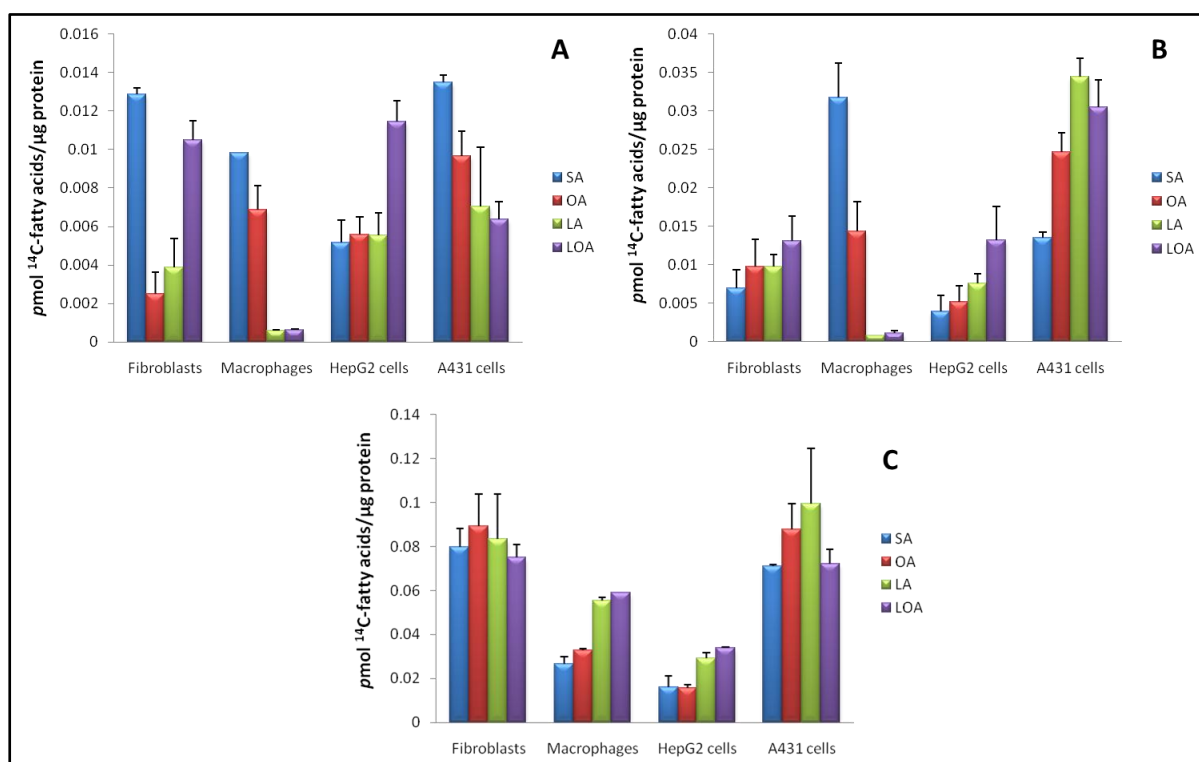 A
pmol ¹⁴C-fatty acids/µg protein
0.016
0.014
0.012
0.01
0.008
0.006
0.004
0.002
0
Fibroblasts Macrophages HepG2 cells A431 cells
SA
OA
LA
LOA
B
pmol ¹⁴C-fatty acids/µg protein
0.04
0.035
0.03
0.025
0.02
0.015
0.01
0.005
0
Fibroblasts Macrophages HepG2 cells A431 cells
SA
OA
LA
LOA
C
pmol ¹⁴C-fatty acids/µg protein
0.14
0.12
0.1
0.08
0.06
0.04
0.02
0
Fibroblasts Macrophages HepG2 cells A431 cells
SA
OA
LA
LOA